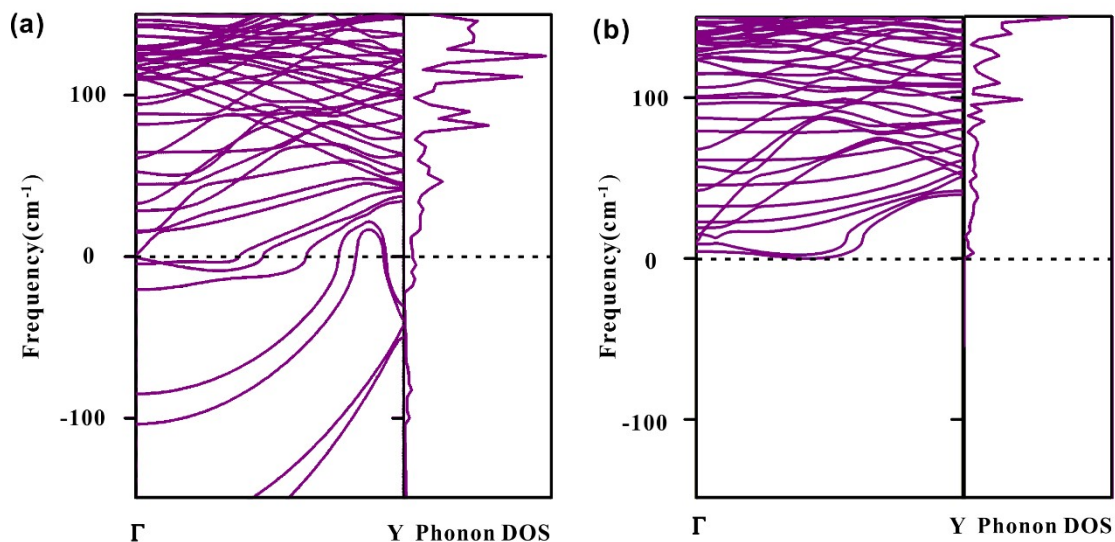 (a)
100
0
-100
Frequency(cm⁻¹)
Γ
Y Phonon DOS
(b)
100
0
-100
Frequency(cm⁻¹)
Γ
Y Phonon DOS